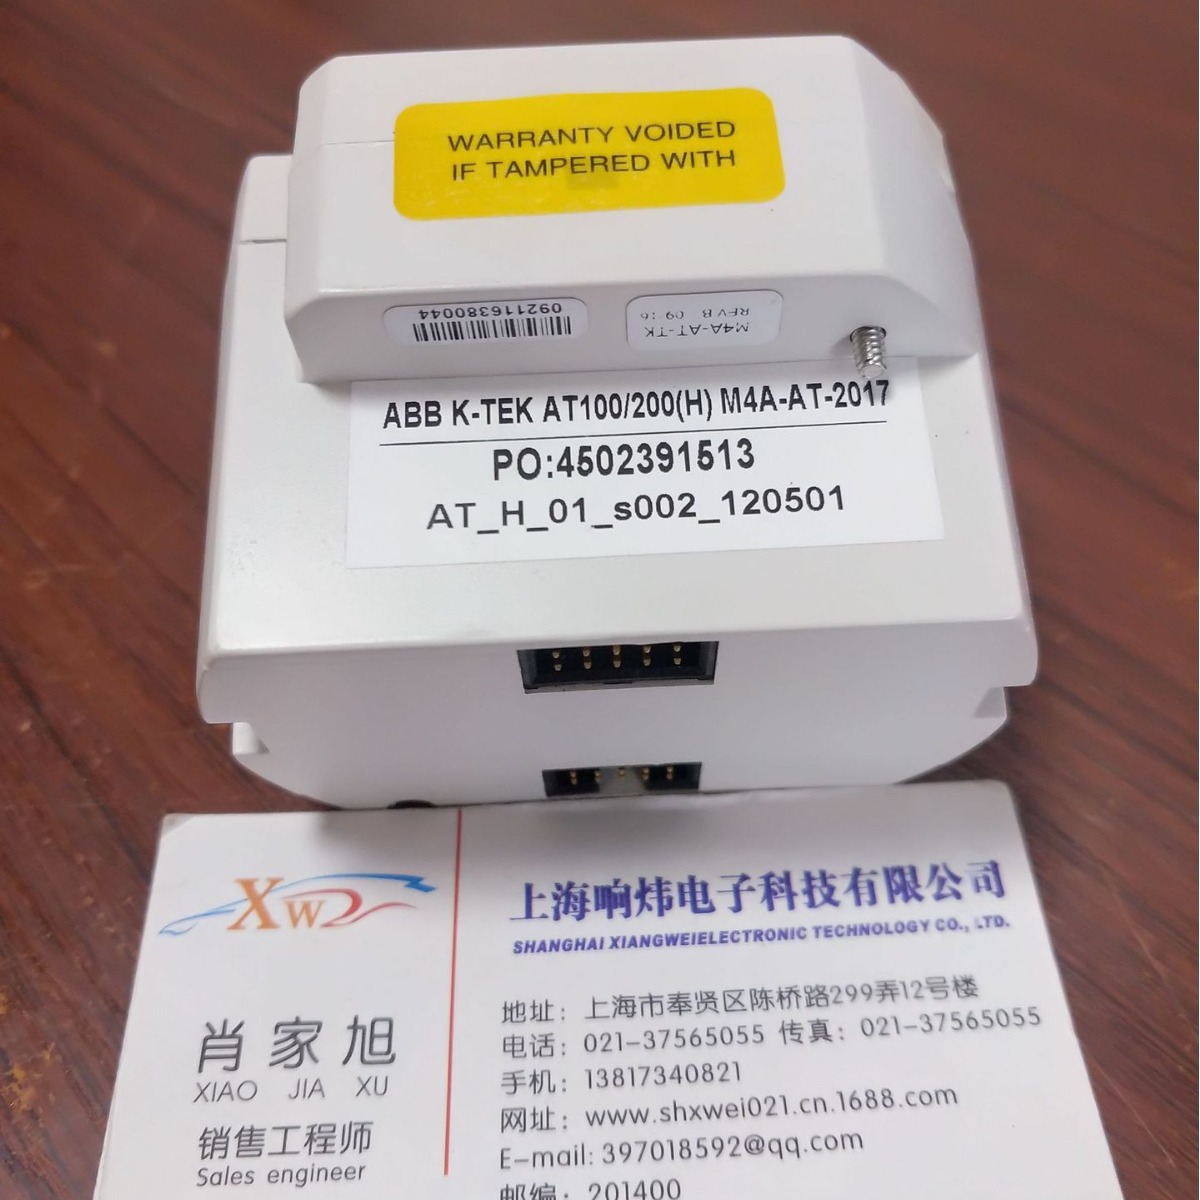 WARRANTY VOIDED
IF TAMPERED WITH
092116380044
M4A-AT-TK
REV B 09/16
ABB K-TEK AT100/200(H) M4A-AT-2017
PO:4502391513
AT_H_01_s002_120501
XW
上海响炜电子科技有限公司
SHANGHAI XIANGWEIELECTRONIC TECHNOLOGY CO., LTD.
肖家旭
XIAO JIA XU
销售工程师
Sales engineer
地址：上海市奉贤区陈桥路299弄12号楼
电话：021-37565055 传真：021-37565055
手机：13817340821
网址：www.shxwei021.cn.1688.com
E-mail: 397018592@qq.com
邮编：201400